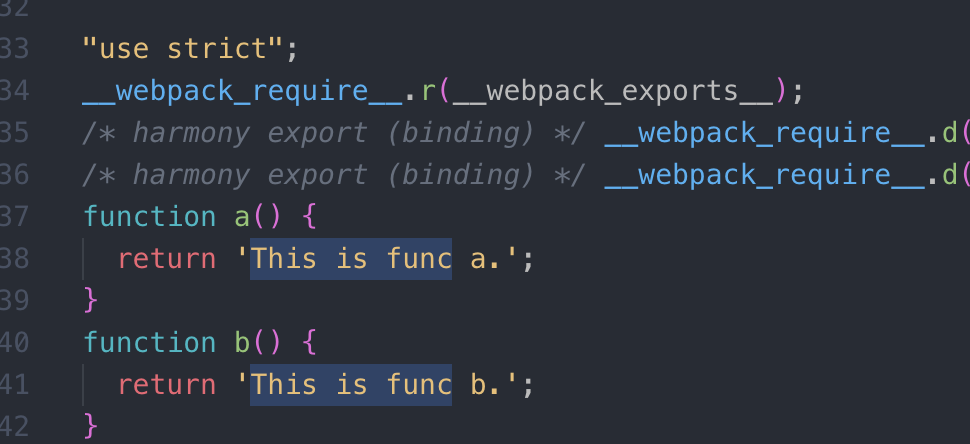 32
33 "use strict";
34 __webpack_require__.r(__webpack_exports__);
35 /* harmony export (binding) */ __webpack_require__.d(
36 /* harmony export (binding) */ __webpack_require__.d(
37 function a() {
38 return 'This is func a.';
39 }
40 function b() {
41 return 'This is func b.';
42 }